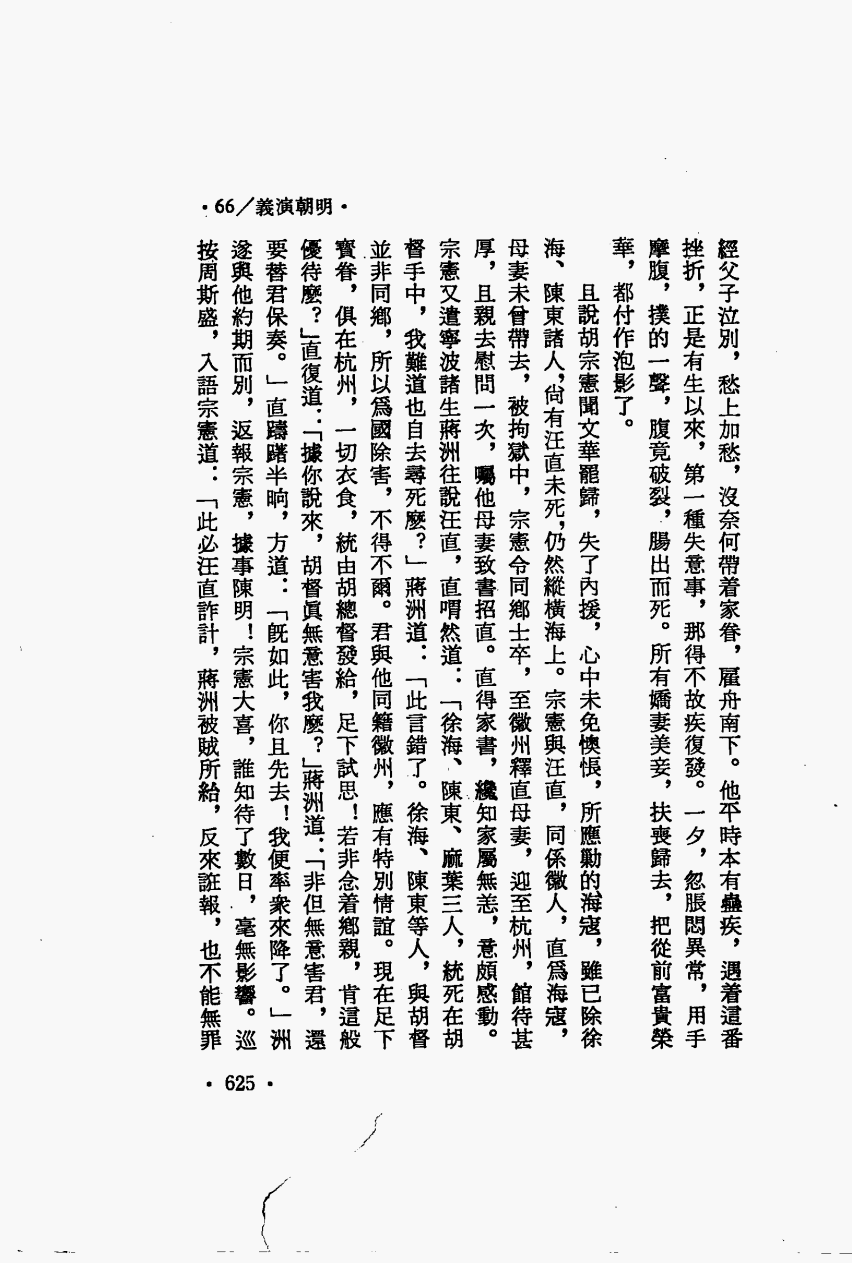 ·66／義演朝明·
經父子泣別，愁上加愁，沒奈何帶着家眷，雇舟南下。他平時本有蠱疾，遇着這番
挫折，正是有生以來，第一種失意事，那得不故疾復發。一夕，忽脹悶異常，用手
摩腹，撲的一聲，腹竟破裂，腸出而死。所有嬌妻美妾，扶喪歸去，把從前富貴榮
華，都付作泡影了。
且說胡宗憲聞文華罷歸，失了內援，心中未免懊悵，所應勦的海寇，雖已除徐
海、陳東諸人，尙有汪直未死，仍然縱橫海上。宗憲與汪直，同係徽人，直爲海寇，
母妻未曾帶去，被拘獄中，宗憲令同鄉士卒，至徽州釋直母妻，迎至杭州，館待甚
厚，且親去慰問一次，囑他母妻致書招直。直得家書，纔知家屬無恙，意頗感動。
宗憲又遣寧波諸生蔣洲往說汪直，直喟然道：「徐海、陳東、麻葉三人，統死在胡
督手中，我難道也自去尋死麼？」蔣洲道：「此言錯了。徐海、陳東等人，與胡督
並非同鄉，所以爲國除害，不得不爾。君與他同籍徽州，應有特別情誼。現在足下
寶眷，俱在杭州，一切衣食，統由胡總督發給，足下試思！若非念着鄉親，肯這般
優待麼？」直復道：「據你說來，胡督眞無意害我麼？」蔣洲道：「非但無意害君，還
要替君保奏。」直躊躇半晌，方道：「旣如此，你且先去！我便率衆來降了。」洲
遂與他約期而別，返報宗憲，據事陳明！宗憲大喜，誰知待了數日，毫無影響。巡
按周斯盛，入語宗憲道：「此必汪直詐計，蔣洲被賊所給，反來誑報，也不能無罪
·625·